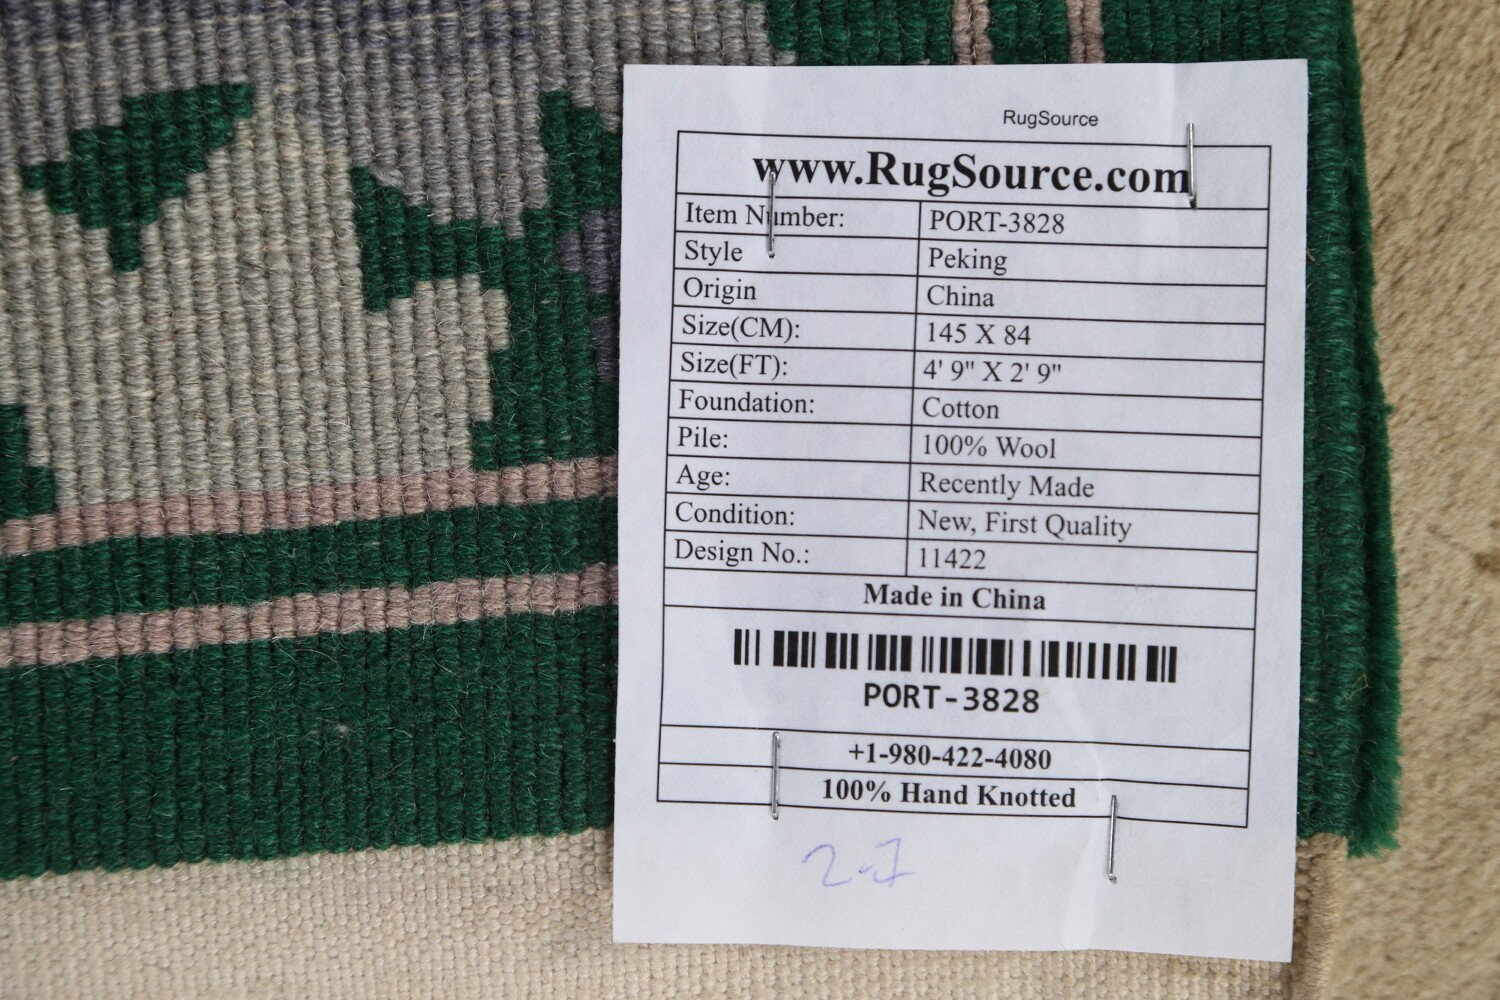 RugSource
www.RugSource.com
Item Number: PORT-3828
Style Peking
Origin China
Size(CM): 145 X 84
Size(FT): 4' 9" X 2' 9"
Foundation: Cotton
Pile: 100% Wool
Age: Recently Made
Condition: New, First Quality
Design No.: 11422
Made in China
PORT-3828
+1-980-422-4080
100% Hand Knotted
2-7